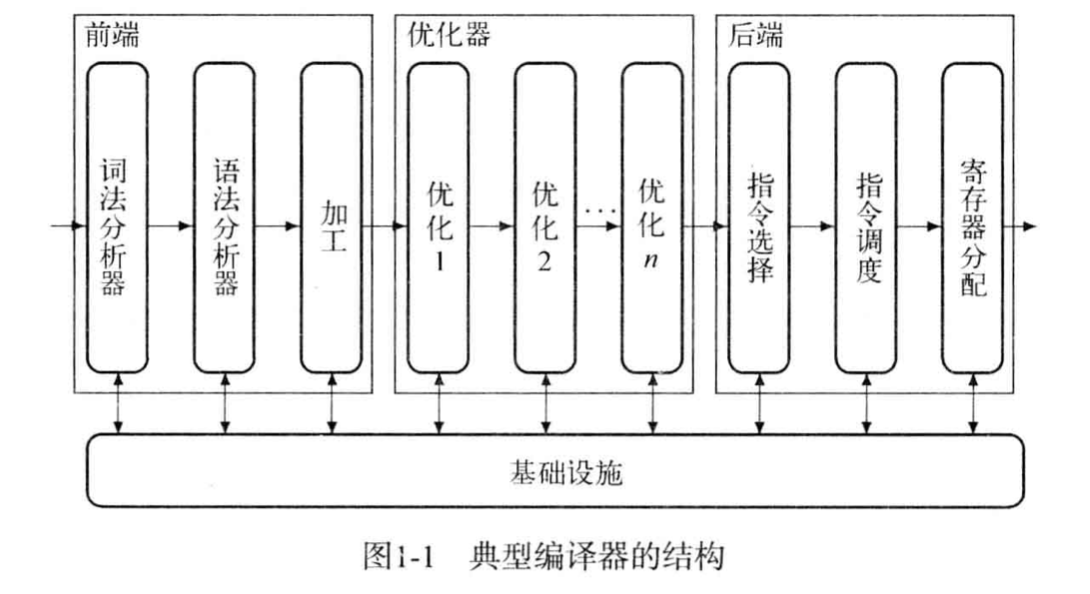 前端
优化器
后端
词法分析器
语法分析器
加工
优化1
优化2
…
优化n
指令选择
指令调度
寄存器分配
基础设施
图1-1 典型编译器的结构